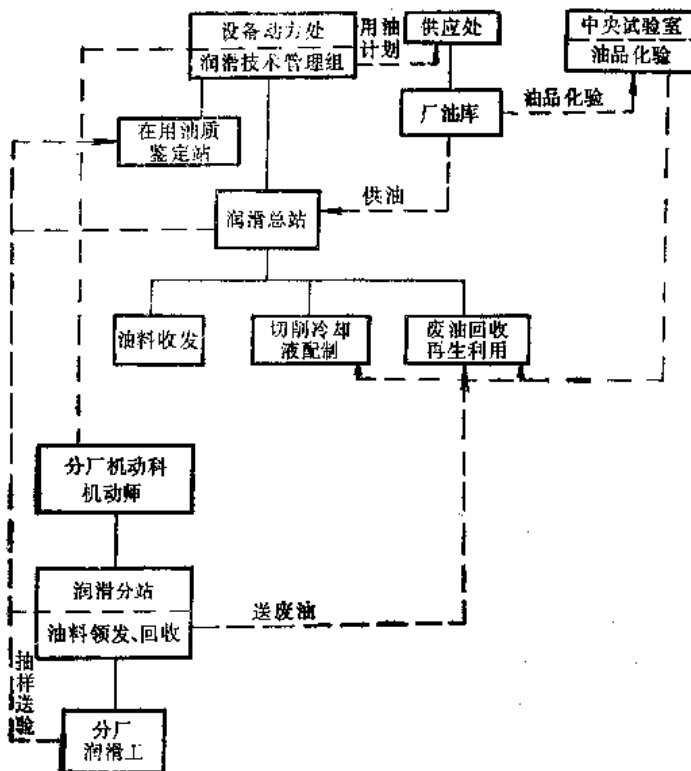 设备动力处
润滑技术管理组
用油
计划
供应处
中央试验室
油品化验
厂油库
油品化验
在用油质
鉴定站
供油
润滑总站
油料收发
切削冷却
液配制
废油回收
再生利用
分厂机动科
机动师
润滑分站
油料领发、回收
送废油
抽样送验
分厂
润滑工